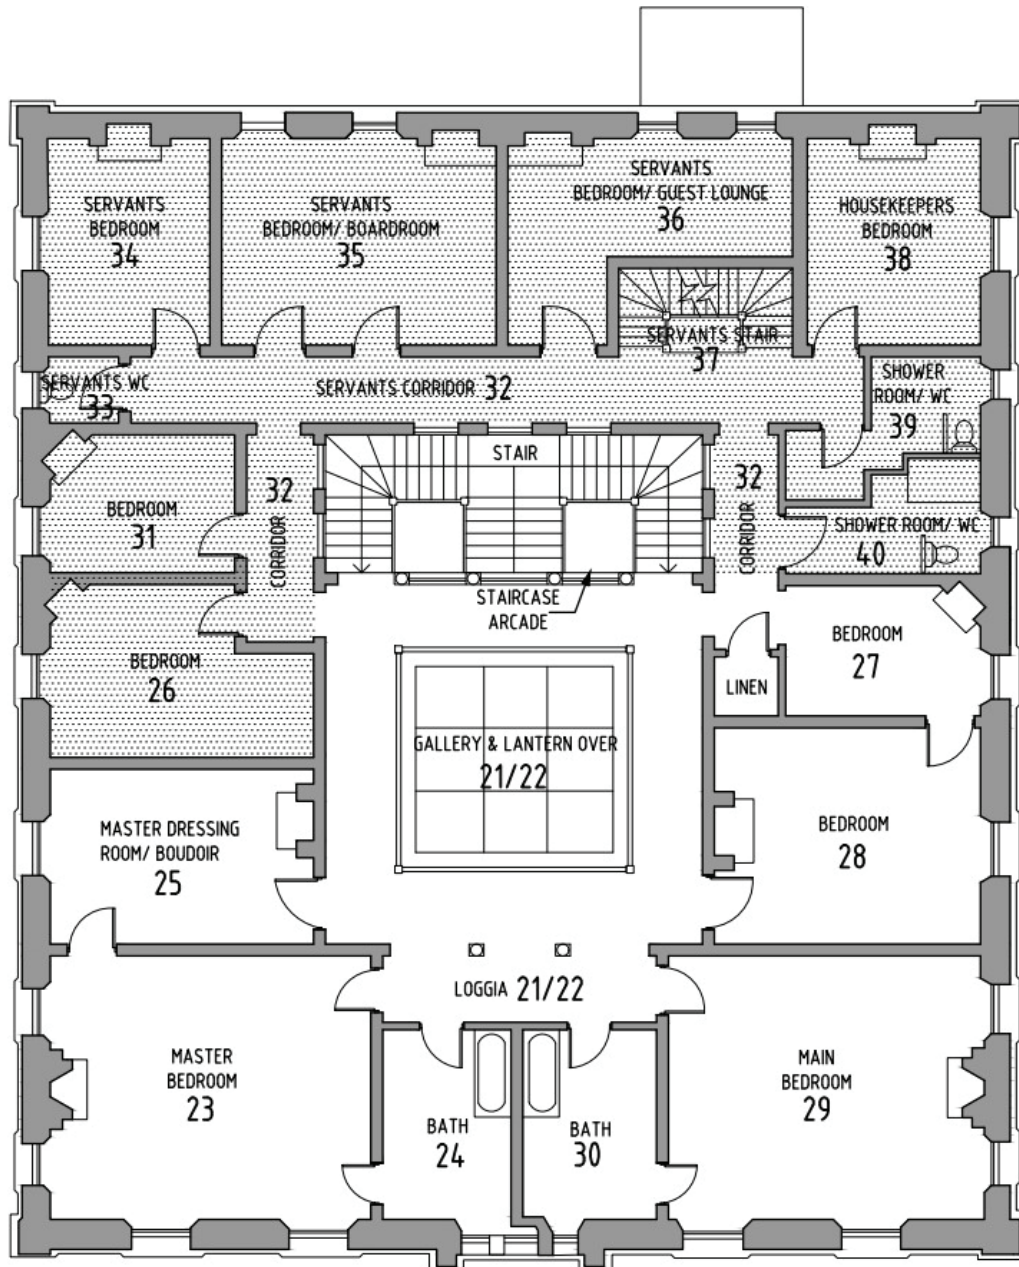 SERVANTS
BEDROOM
34
SERVANTS
BEDROOM/ BOARDROOM
35
SERVANTS
BEDROOM/ GUEST LOUNGE
36
HOUSEKEEPERS
BEDROOM
38
SERVANTS STAIR
37
SERVANTS WC
33
SERVANTS CORRIDOR 32
SHOWER
ROOM/ WC
39
STAIR
BEDROOM
31
32
CORRIDOR
32
CORRIDOR
SHOWER ROOM/ WC
40
STAIRCASE
ARCADE
BEDROOM
26
BEDROOM
27
LINEN
GALLERY & LANTERN OVER
21/22
MASTER DRESSING
ROOM/ BOUDOIR
25
BEDROOM
28
LOGGIA 21/22
MASTER
BEDROOM
23
BATH
24
BATH
30
MAIN
BEDROOM
29